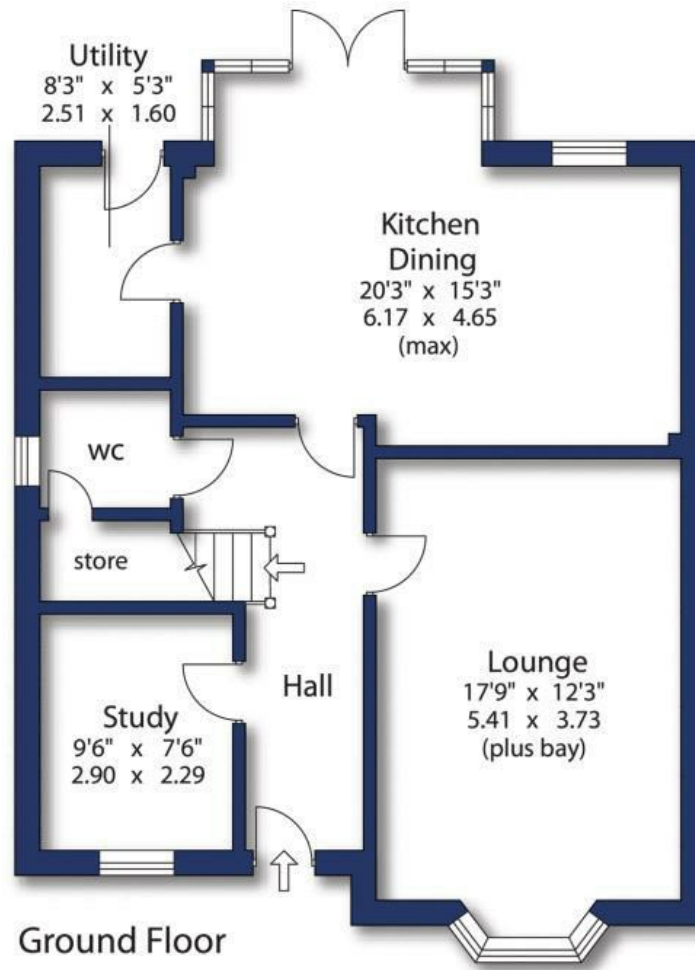 Utility
8'3" x 5'3"
2.51 x 1.60
Kitchen
Dining
20'3" x 15'3"
6.17 x 4.65
(max)
WC
store
Hall
Lounge
17'9" x 12'3"
5.41 x 3.73
(plus bay)
Study
9'6" x 7'6"
2.90 x 2.29
Ground Floor